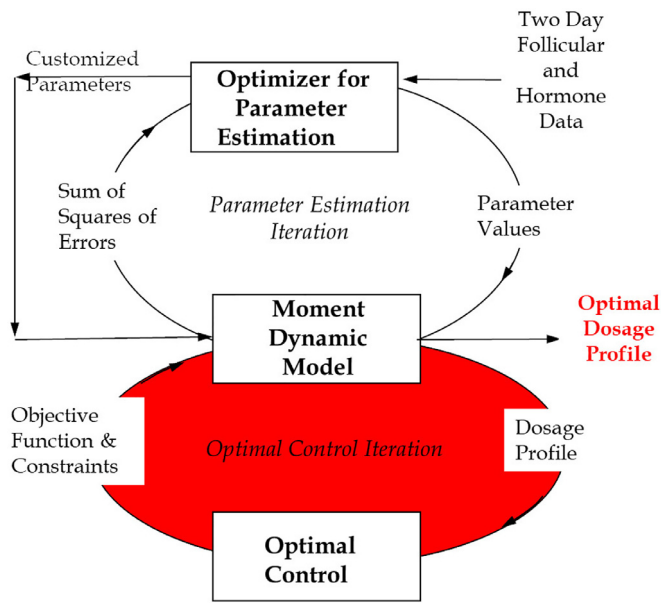 Customized
Parameters
Optimizer for
Parameter
Estimation
Two Day
Follicular
and
Hormone
Data
Sum of
Squares of
Errors
Parameter Estimation
Iteration
Parameter
Values
Moment
Dynamic
Model
Optimal
Dosage
Profile
Objective
Function &
Constraints
Optimal Control Iteration
Dosage
Profile
Optimal
Control